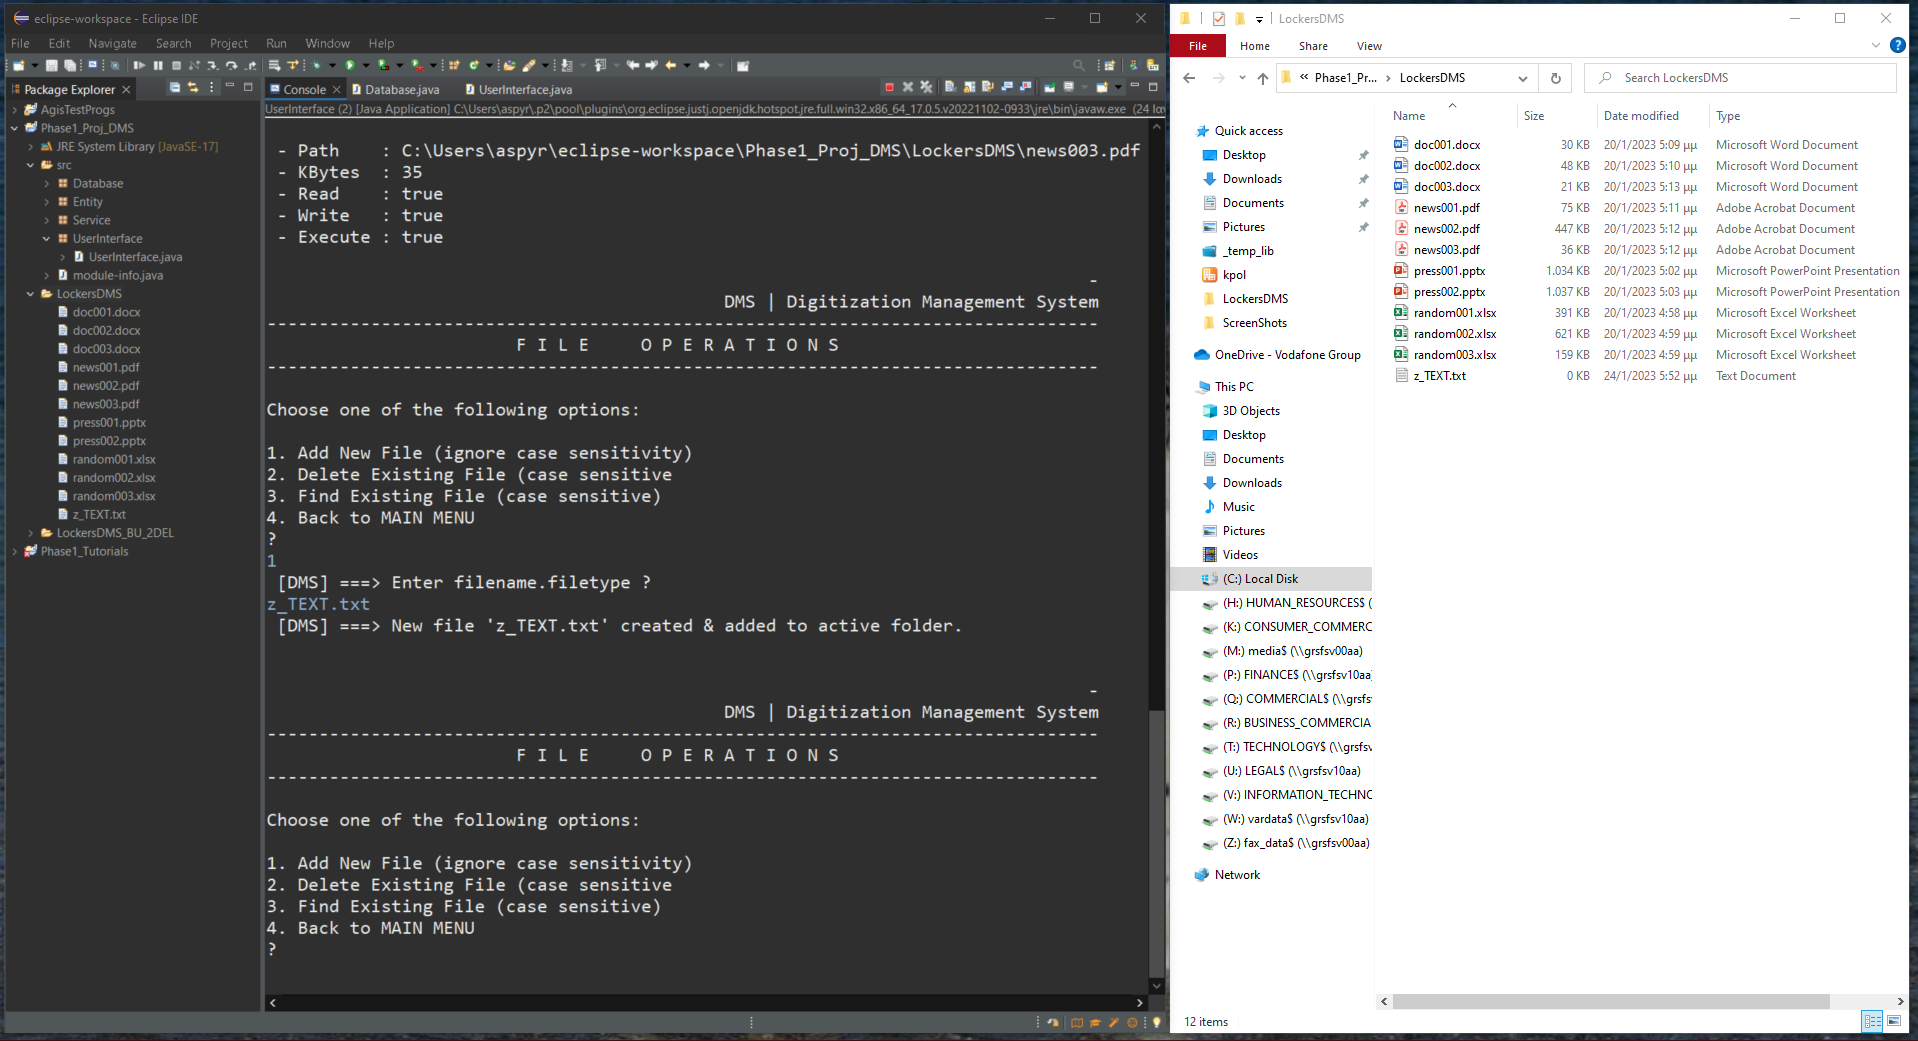 eclipse-workspace - Eclipse IDE
File Edit Navigate Search Project Run Window Help
Package Explorer
AgisTestProgs
Phase1_Proj_DMS
JRE System Library [JavaSE-17]
src
Database
Entity
Service
UserInterface
UserInterface.java
module-info.java
LockersDMS
doc001.docx
doc002.docx
doc003.docx
news001.pdf
news002.pdf
news003.pdf
press001.pptx
press002.pptx
random001.xlsx
random002.xlsx
random003.xlsx
z_TEXT.txt
LockersDMS_BU_2DEL
Phase1_Tutorials
Console Database.java UserInterface.java
UserInterface (2) [Java Application] C:\Users\aspyr\.p2\pool\plugins\org.eclipse.justj.openjdk.hotspot.jre.full.win32.x86_64_17.0.5.v20221102-0933\jre\bin\javaw.exe (24 Ιαν
- Path : C:\Users\aspyr\eclipse-workspace\Phase1_Proj_DMS\LockersDMS\news003.pdf
- KBytes : 35
- Read : true
- Write : true
- Execute : true
-
DMS | Digitization Management System
--------------------------------------------------------------------------------
F I L E O P E R A T I O N S
--------------------------------------------------------------------------------
Choose one of the following options:
1. Add New File (ignore case sensitivity)
2. Delete Existing File (case sensitive
3. Find Existing File (case sensitive)
4. Back to MAIN MENU
?
1
[DMS] ===> Enter filename.filetype ?
z_TEXT.txt
[DMS] ===> New file 'z_TEXT.txt' created & added to active folder.
-
DMS | Digitization Management System
--------------------------------------------------------------------------------
F I L E O P E R A T I O N S
--------------------------------------------------------------------------------
Choose one of the following options:
1. Add New File (ignore case sensitivity)
2. Delete Existing File (case sensitive
3. Find Existing File (case sensitive)
4. Back to MAIN MENU
?
LockersDMS
File Home Share View
« Phase1_Pr... › LockersDMS
Search LockersDMS
Quick access
Desktop
Downloads
Documents
Pictures
_temp_lib
kpol
LockersDMS
ScreenShots
OneDrive - Vodafone Group
This PC
3D Objects
Desktop
Documents
Downloads
Music
Pictures
Videos
(C:) Local Disk
(H:) HUMAN_RESOURCES$ (
(K:) CONSUMER_COMMERC
(M:) media$ (\\grsfsv00aa)
(P:) FINANCE$ (\\grsfsv10aa)
(Q:) COMMERCIAL$ (\\grsfs
(R:) BUSINESS_COMMERCIA
(T:) TECHNOLOGY$ (\\grsfsv
(U:) LEGAL$ (\\grsfsv10aa)
(V:) INFORMATION_TECHNO
(W:) vardata$ (\\grsfsv10aa)
(Z:) fax_data$ (\\grsfsv00aa)
Network
Name Size Date modified Type
doc001.docx 30 KB 20/1/2023 5:09 μμ Microsoft Word Document
doc002.docx 48 KB 20/1/2023 5:10 μμ Microsoft Word Document
doc003.docx 21 KB 20/1/2023 5:13 μμ Microsoft Word Document
news001.pdf 75 KB 20/1/2023 5:11 μμ Adobe Acrobat Document
news002.pdf 447 KB 20/1/2023 5:12 μμ Adobe Acrobat Document
news003.pdf 36 KB 20/1/2023 5:12 μμ Adobe Acrobat Document
press001.pptx 1.034 KB 20/1/2023 5:02 μμ Microsoft PowerPoint Presentation
press002.pptx 1.037 KB 20/1/2023 5:03 μμ Microsoft PowerPoint Presentation
random001.xlsx 391 KB 20/1/2023 4:58 μμ Microsoft Excel Worksheet
random002.xlsx 621 KB 20/1/2023 4:59 μμ Microsoft Excel Worksheet
random003.xlsx 159 KB 20/1/2023 4:59 μμ Microsoft Excel Worksheet
z_TEXT.txt 0 KB 24/1/2023 5:52 μμ Text Document
12 items